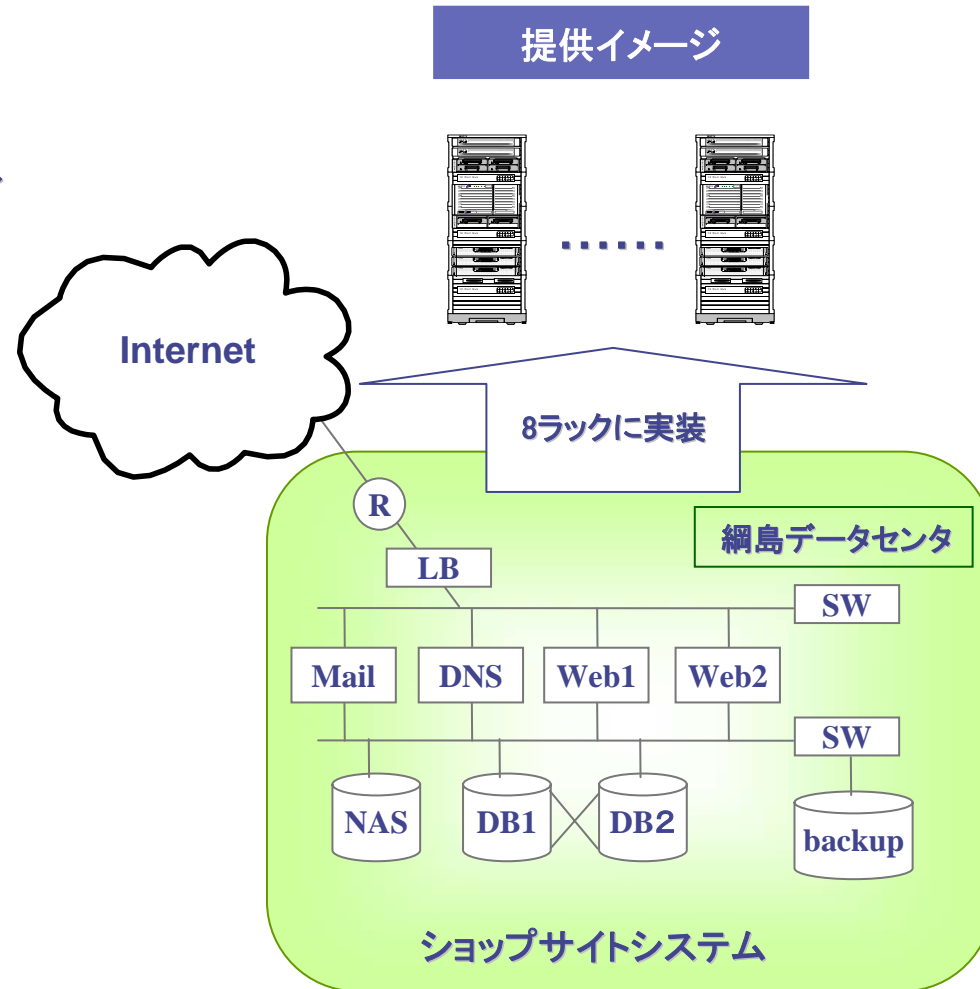 提供イメージ
Internet
8ラックに実装
R
綱島データセンタ
LB
SW
Mail
DNS
Web1
Web2
SW
NAS
DB1
DB２
backup
ショップサイトシステム